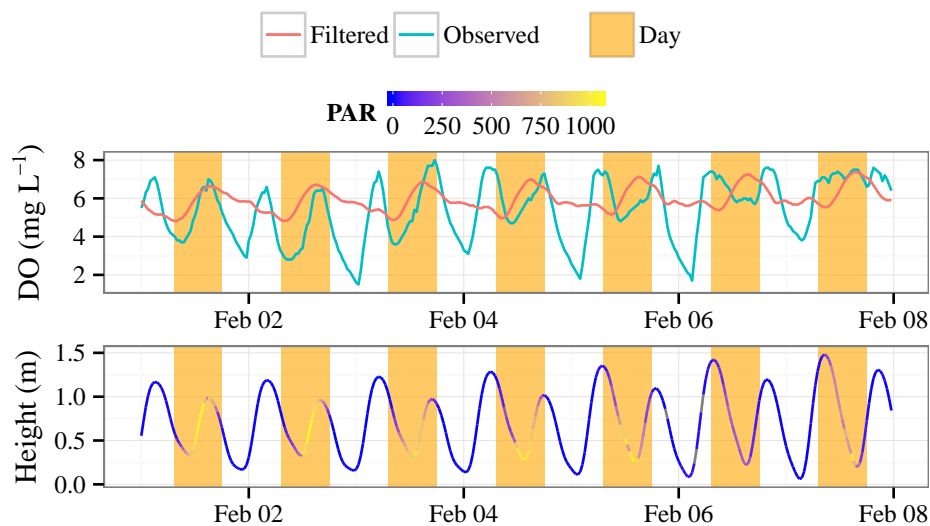 Filtered Observed Day
PAR
0 250 500 750 1000
DO (mg L⁻¹)
8
6
4
2
Feb 02 Feb 04 Feb 06 Feb 08
Height (m)
1.5
1.0
0.5
0.0
Feb 02 Feb 04 Feb 06 Feb 08